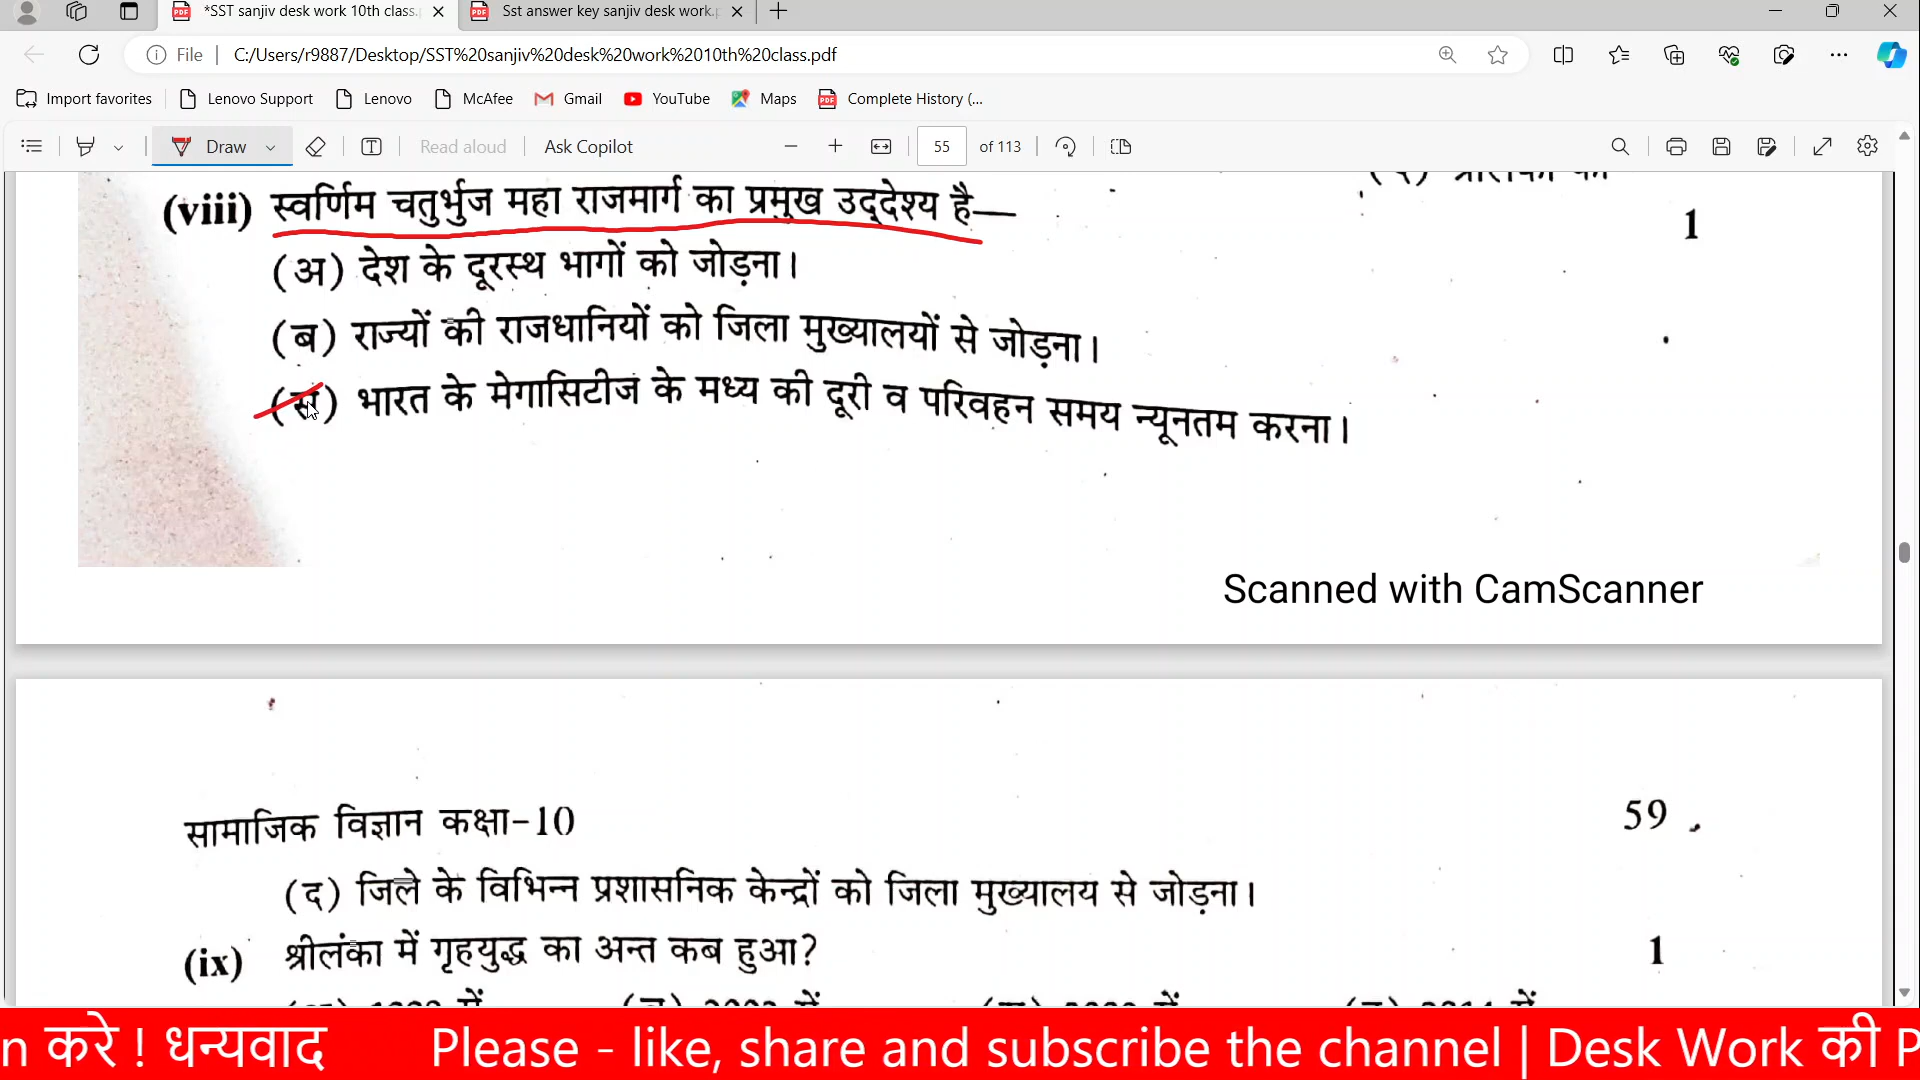 *SST sanjiv desk work 10th class.
Sst answer key sanjiv desk work.p
File
C:/Users/r9887/Desktop/SST%20sanjiv%20desk%20work%2010th%20class.pdf
Import favorites
Lenovo Support
Lenovo
McAfee
Gmail
YouTube
Maps
Complete History (...
Draw
Read aloud
Ask Copilot
55
of 113
(viii) स्वर्णिम चतुर्भुज महा राजमार्ग का प्रमुख उद्देश्य है—
1
(अ) देश के दूरस्थ भागों को जोड़ना।
(ब) राज्यों की राजधानियों को जिला मुख्यालयों से जोड़ना।
(स) भारत के मेगासिटीज के मध्य की दूरी व परिवहन समय न्यूनतम करना।
Scanned with CamScanner
सामाजिक विज्ञान कक्षा-10
59
(द) जिले के विभिन्न प्रशासनिक केन्द्रों को जिला मुख्यालय से जोड़ना।
(ix) श्रीलंका में गृहयुद्ध का अन्त कब हुआ?
1
n करे ! धन्यवाद
Please - like, share and subscribe the channel | Desk Work की P